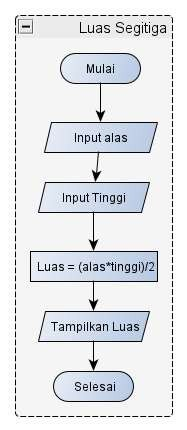 Luas Segitiga
Mulai
Input alas
Input Tinggi
Luas = (alas*tinggi)/2
Tampilkan Luas
Selesai